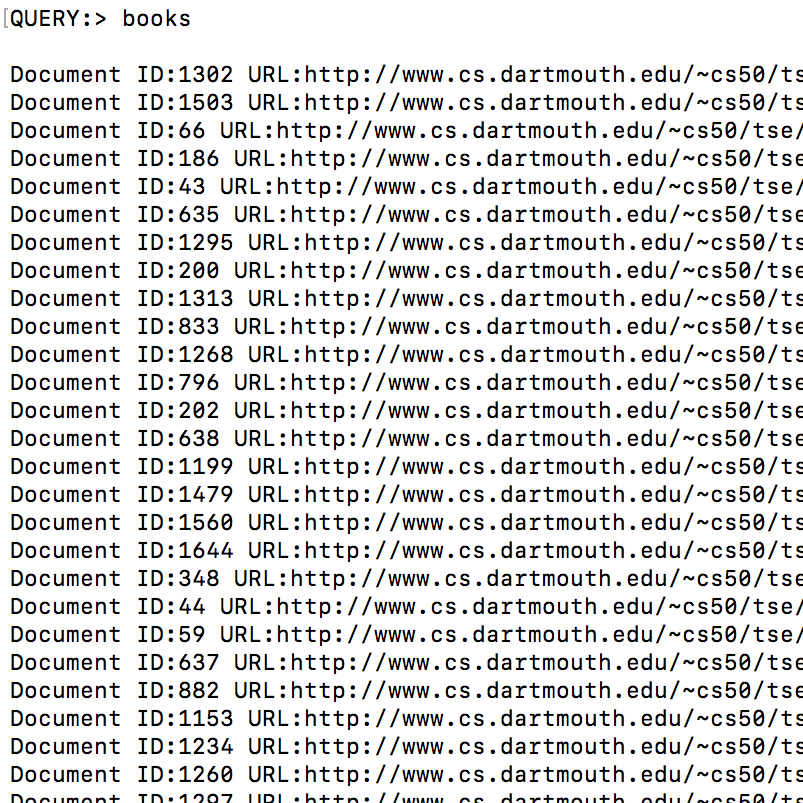 [QUERY:> books
Document ID:1302 URL:http://www.cs.dartmouth.edu/~cs50/ts
Document ID:1503 URL:http://www.cs.dartmouth.edu/~cs50/ts
Document ID:66 URL:http://www.cs.dartmouth.edu/~cs50/tse/
Document ID:186 URL:http://www.cs.dartmouth.edu/~cs50/tse
Document ID:43 URL:http://www.cs.dartmouth.edu/~cs50/tse/
Document ID:635 URL:http://www.cs.dartmouth.edu/~cs50/tse
Document ID:1295 URL:http://www.cs.dartmouth.edu/~cs50/ts
Document ID:200 URL:http://www.cs.dartmouth.edu/~cs50/tse
Document ID:1313 URL:http://www.cs.dartmouth.edu/~cs50/ts
Document ID:833 URL:http://www.cs.dartmouth.edu/~cs50/tse
Document ID:1268 URL:http://www.cs.dartmouth.edu/~cs50/ts
Document ID:796 URL:http://www.cs.dartmouth.edu/~cs50/tse
Document ID:202 URL:http://www.cs.dartmouth.edu/~cs50/tse
Document ID:638 URL:http://www.cs.dartmouth.edu/~cs50/tse
Document ID:1199 URL:http://www.cs.dartmouth.edu/~cs50/ts
Document ID:1479 URL:http://www.cs.dartmouth.edu/~cs50/ts
Document ID:1560 URL:http://www.cs.dartmouth.edu/~cs50/ts
Document ID:1644 URL:http://www.cs.dartmouth.edu/~cs50/ts
Document ID:348 URL:http://www.cs.dartmouth.edu/~cs50/tse
Document ID:44 URL:http://www.cs.dartmouth.edu/~cs50/tse/
Document ID:59 URL:http://www.cs.dartmouth.edu/~cs50/tse/
Document ID:637 URL:http://www.cs.dartmouth.edu/~cs50/tse
Document ID:882 URL:http://www.cs.dartmouth.edu/~cs50/tse
Document ID:1153 URL:http://www.cs.dartmouth.edu/~cs50/ts
Document ID:1234 URL:http://www.cs.dartmouth.edu/~cs50/ts
Document ID:1260 URL:http://www.cs.dartmouth.edu/~cs50/ts
Document ID:1297 URL:http://www.cs.dartmouth.edu/~cs50/ts